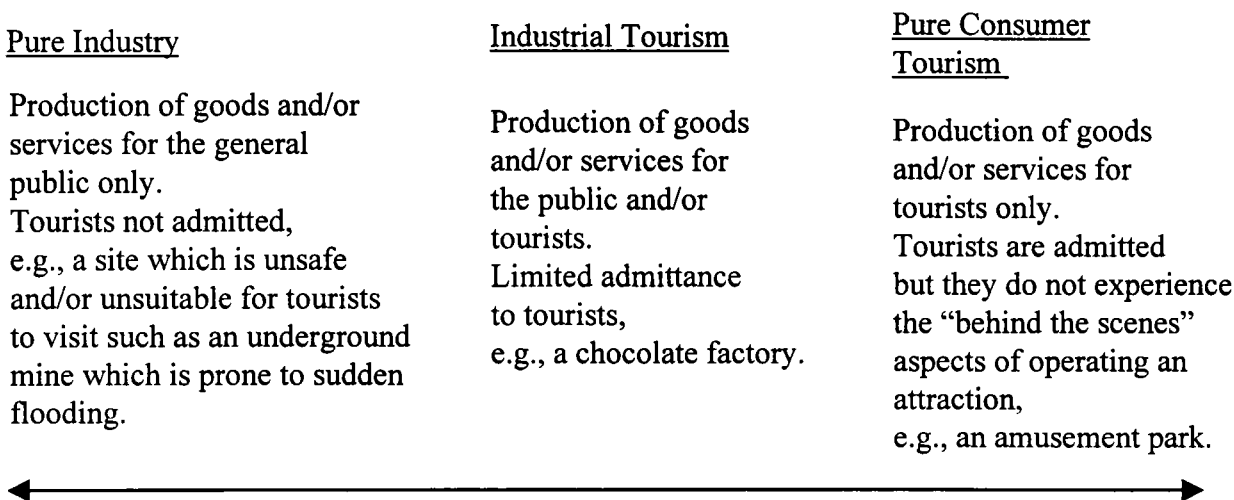 Pure Industry
Production of goods and/or
services for the general
public only.
Tourists not admitted,
e.g., a site which is unsafe
and/or unsuitable for tourists
to visit such as an underground
mine which is prone to sudden
flooding.
Industrial Tourism
Production of goods
and/or services for
the public and/or
tourists.
Limited admittance
to tourists,
e.g., a chocolate factory.
Pure Consumer
Tourism
Production of goods
and/or services for
tourists only.
Tourists are admitted
but they do not experience
the “behind the scenes”
aspects of operating an
attraction,
e.g., an amusement park.